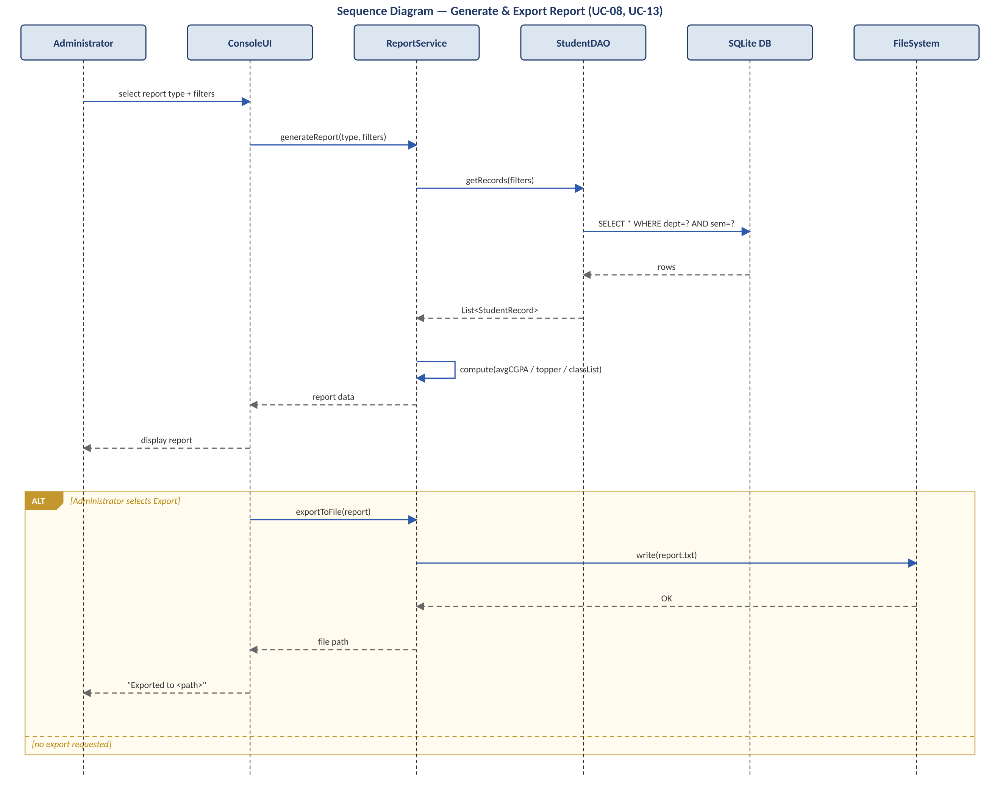 Sequence Diagram — Generate & Export Report (UC-08, UC-13)
Administrator
ConsoleUI
ReportService
StudentDAO
SQLite DB
FileSystem
select report type + filters
generateReport(type, filters)
getRecords(filters)
SELECT * WHERE dept=? AND sem=?
rows
List<StudentRecord>
compute(avgCGPA / topper / classList)
report data
display report
ALT
[Administrator selects Export]
exportToFile(report)
write(report.txt)
OK
file path
"Exported to <path>"
[no export requested]